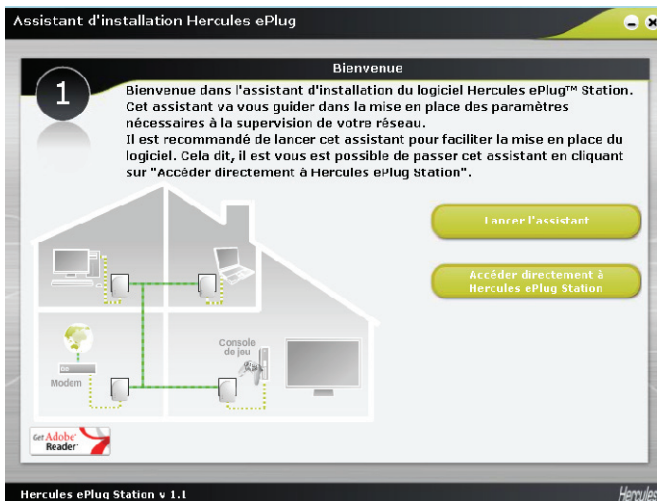 Assistant d'installation Hercules ePlug
Bienvenue
1
Bienvenue dans l'assistant d'installation du logiciel Hercules ePlug™ Station.
Cet assistant va vous guider dans la mise en place des paramètres
nécessaires à la supervision de votre réseau.
Il est recommandé de lancer cet assistant pour faciliter la mise en place du
logiciel. Cela dit, il est vous est possible de passer cet assistant en cliquant
sur "Accéder directement à Hercules ePlug Station".
Lancer l'assistant
Accéder directement à
Hercules ePlug Station
Console
de jeu
Modem
Get Adobe
Reader
Hercules ePlug Station v 1.1
Hercules